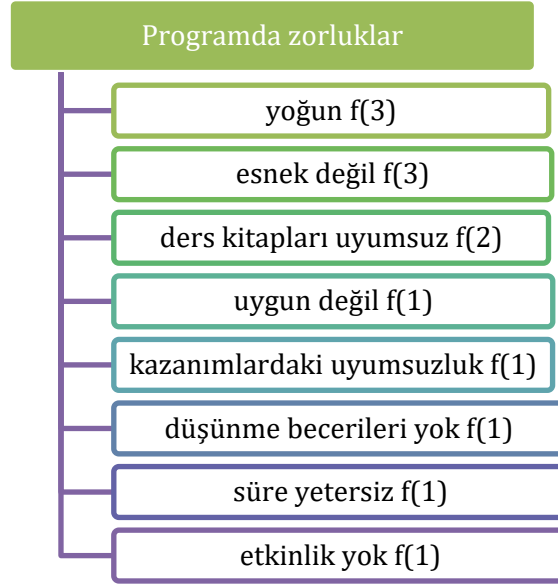 Programda zorluklar
yoğun f(3)
esnek değil f(3)
ders kitapları uyumsuz f(2)
uygun değil f(1)
kazanımlardaki uyumsuzluk f(1)
düşünme becerileri yok f(1)
süre yetersiz f(1)
etkinlik yok f(1)